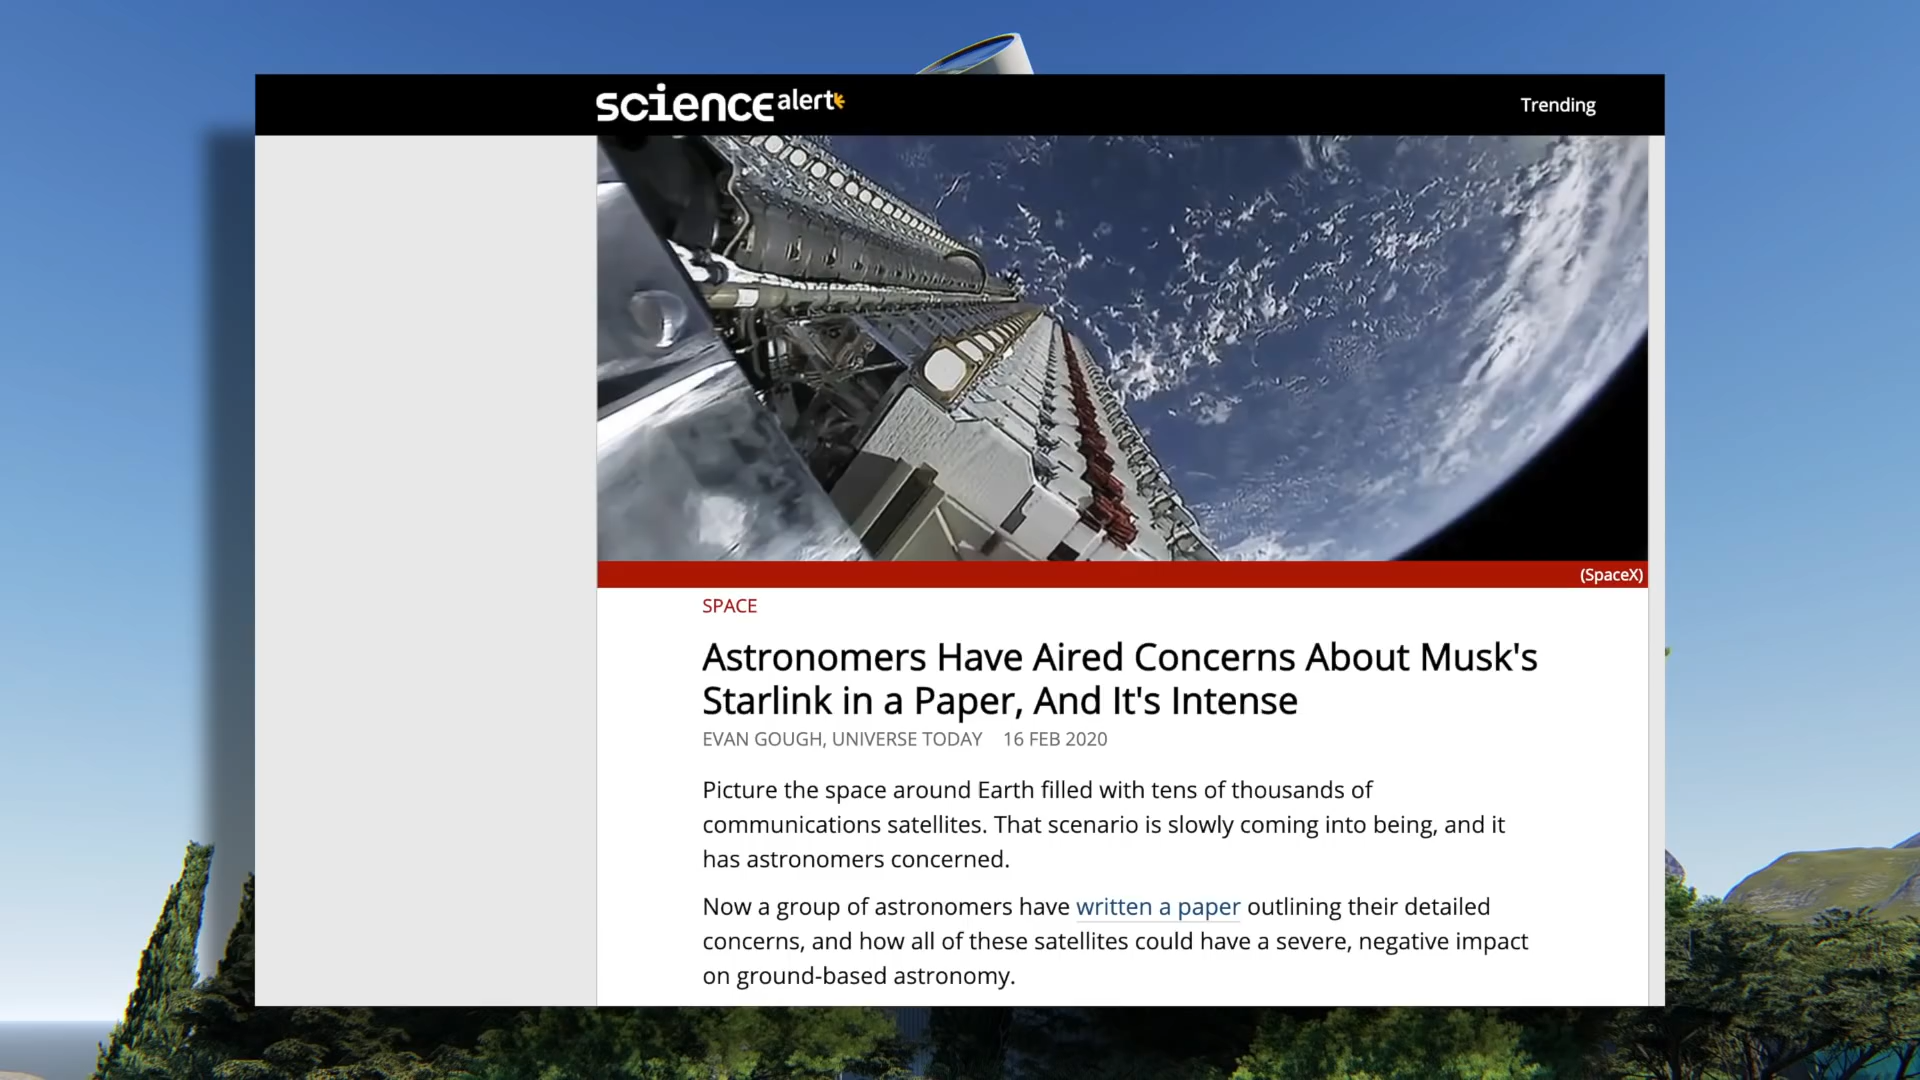 science alert
Trending
(SpaceX)
SPACE
Astronomers Have Aired Concerns About Musk's
Starlink in a Paper, And It's Intense
EVAN GOUGH, UNIVERSE TODAY 16 FEB 2020
Picture the space around Earth filled with tens of thousands of
communications satellites. That scenario is slowly coming into being, and it
has astronomers concerned.
Now a group of astronomers have written a paper outlining their detailed
concerns, and how all of these satellites could have a severe, negative impact
on ground-based astronomy.